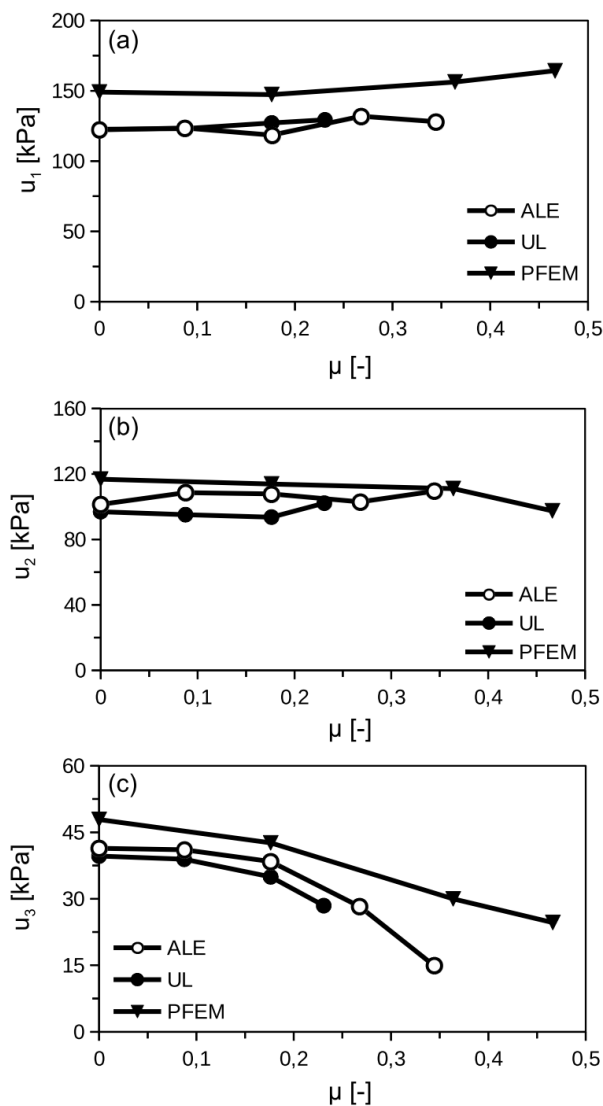 (a)
u1 [kPa]
200
150
100
50
0
ALE
UL
PFEM
0 0,1 0,2 0,3 0,4 0,5
μ [-]
(b)
u2 [kPa]
160
120
80
40
0
ALE
UL
PFEM
0 0,1 0,2 0,3 0,4 0,5
μ [-]
(c)
u3 [kPa]
60
45
30
15
0
ALE
UL
PFEM
0 0,1 0,2 0,3 0,4 0,5
μ [-]